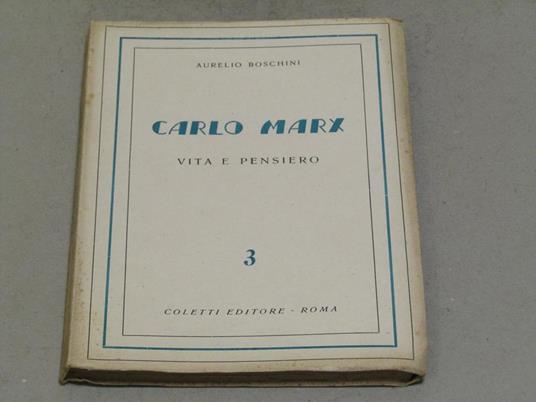 AURELIO BOSCHINI
CARLO MARX
VITA E PENSIERO
3
COLETTI EDITORE - ROMA